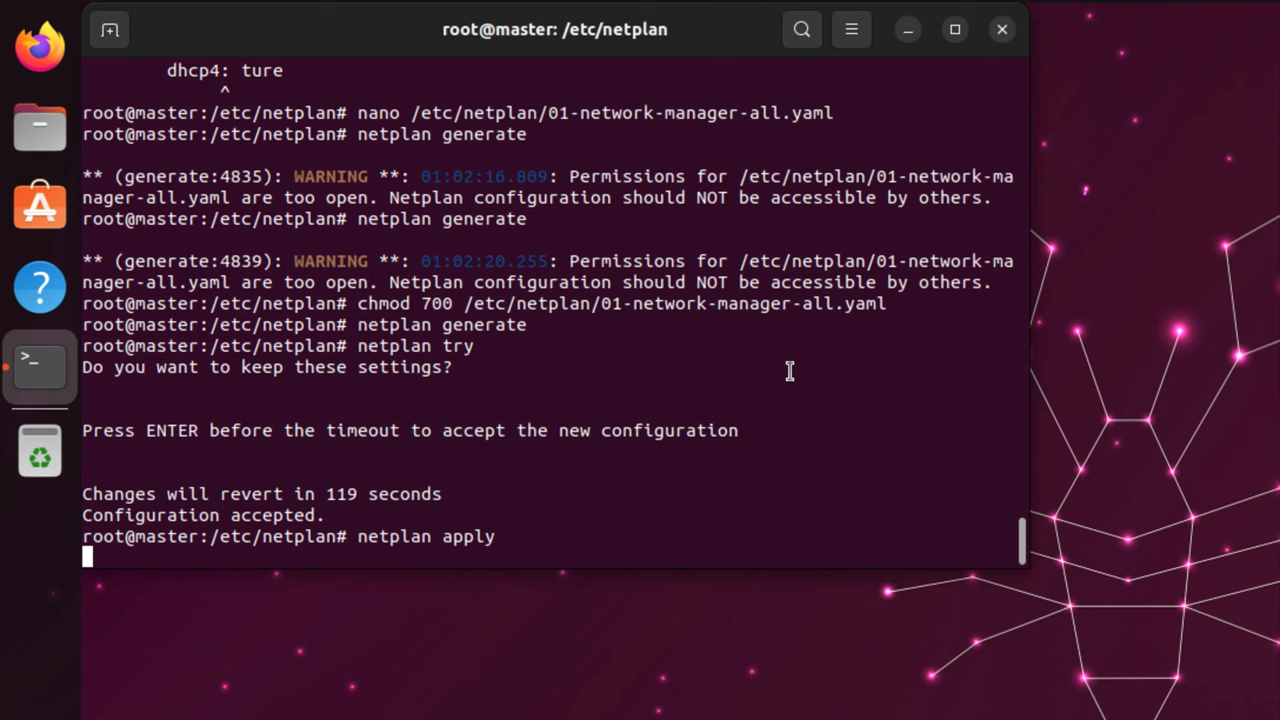 root@master: /etc/netplan
dhcp4: ture
^
root@master:/etc/netplan# nano /etc/netplan/01-network-manager-all.yaml
root@master:/etc/netplan# netplan generate
** (generate:4835): WARNING **: 01:02:16.809: Permissions for /etc/netplan/01-network-ma
nager-all.yaml are too open. Netplan configuration should NOT be accessible by others.
root@master:/etc/netplan# netplan generate
** (generate:4839): WARNING **: 01:02:20.255: Permissions for /etc/netplan/01-network-ma
nager-all.yaml are too open. Netplan configuration should NOT be accessible by others.
root@master:/etc/netplan# chmod 700 /etc/netplan/01-network-manager-all.yaml
root@master:/etc/netplan# netplan generate
root@master:/etc/netplan# netplan try
Do you want to keep these settings?
Press ENTER before the timeout to accept the new configuration
Changes will revert in 119 seconds
Configuration accepted.
root@master:/etc/netplan# netplan apply